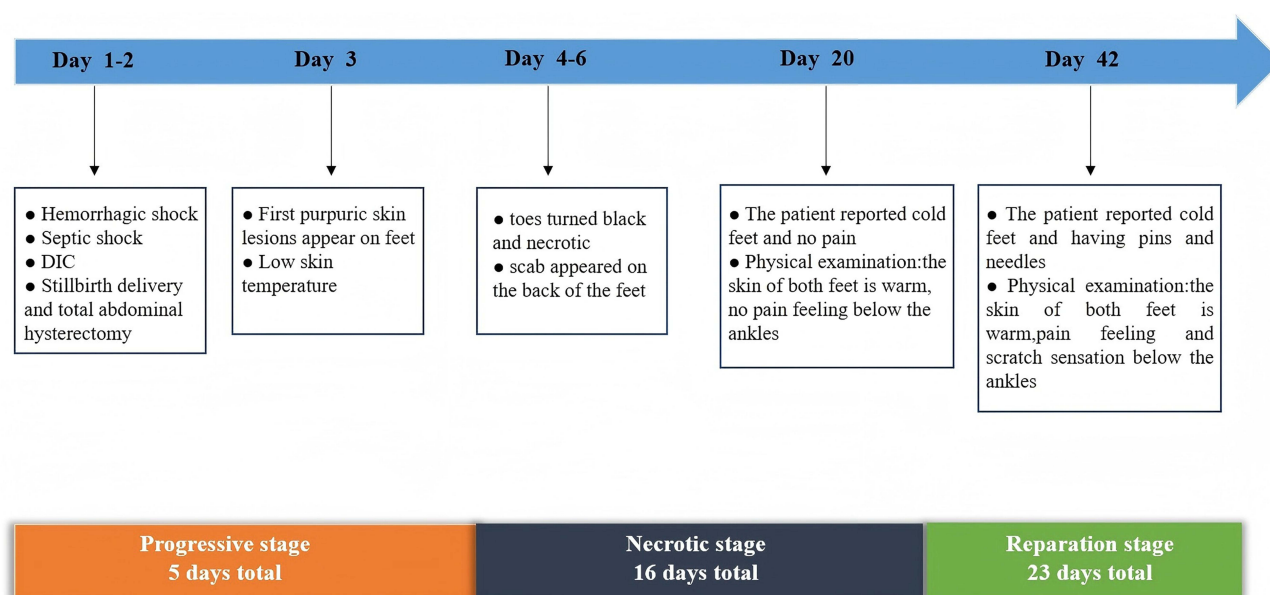 Day 1-2
Day 3
Day 4-6
Day 20
Day 42
● Hemorrhagic shock
● Septic shock
● DIC
● Stillbirth delivery
and total abdominal
hysterectomy
● First purpuric skin
lesions appear on feet
● Low skin
temperature
● toes turned black
and necrotic
● scab appeared on
the back of the feet
● The patient reported cold
feet and no pain
● Physical examination:the
skin of both feet is warm,
no pain feeling below the
ankles
● The patient reported cold
feet and having pins and
needles
● Physical examination:the
skin of both feet is
warm,pain feeling and
scratch sensation below the
ankles
Progressive stage
5 days total
Necrotic stage
16 days total
Reparation stage
23 days total